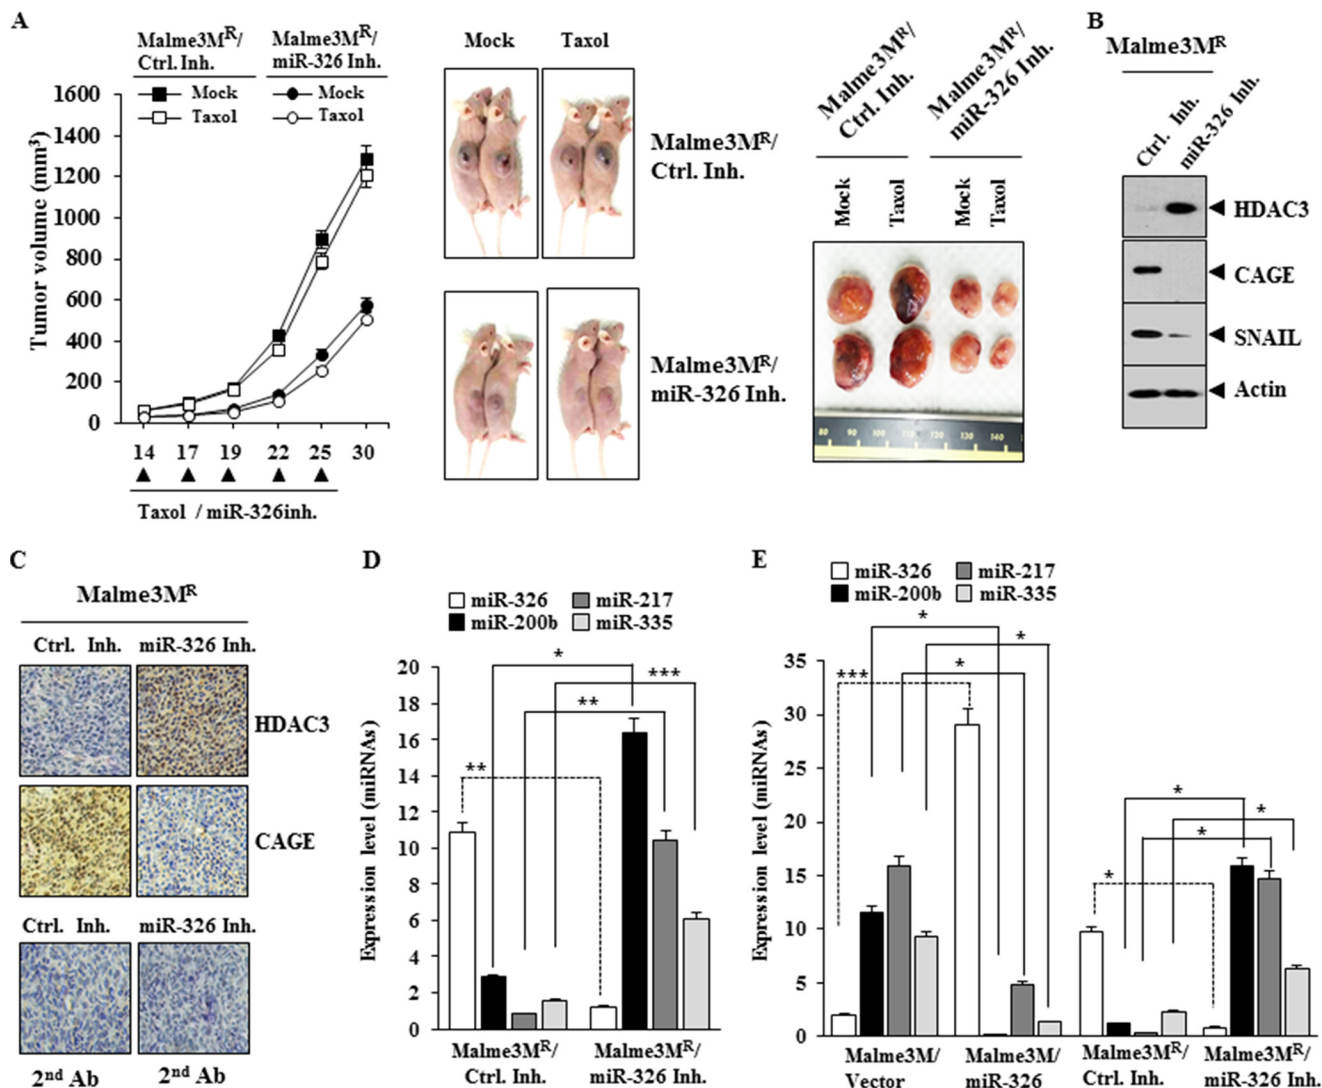 A
Malme3MR/
Ctrl. Inh.
Malme3MR/
miR-326 Inh.
Mock
Taxol
Mock
Taxol
Tumor volume (mm3)
1600
1400
1200
1000
800
600
400
200
0
14 17 19 22 25 30
Taxol / miR-326inh.
Mock Taxol
Malme3MR/
Ctrl. Inh.
Malme3MR/
miR-326 Inh.
Malme3MR/
Ctrl. Inh.
Malme3MR/
miR-326 Inh.
Mock
Taxol
Mock
Taxol
80 90 100 110 120 130 140
B
Malme3MR
Ctrl. Inh.
miR-326 Inh.
HDAC3
CAGE
SNAIL
Actin
C
Malme3MR
Ctrl. Inh. miR-326 Inh.
HDAC3
CAGE
Ctrl. Inh. miR-326 Inh.
2nd Ab 2nd Ab
D
miR-326 miR-217
miR-200b miR-335
Expression level (miRNAs)
20
18
16
14
12
10
8
6
4
2
0
*
***
**
**
Malme3MR/
Ctrl. Inh.
Malme3MR/
miR-326 Inh.
E
miR-326 miR-217
miR-200b miR-335
Expression level (miRNAs)
35
30
25
20
15
10
5
0
*
*
*
***
*
*
*
*
Malme3M/
Vector
Malme3M/
miR-326
Malme3MR/
Ctrl. Inh.
Malme3MR/
miR-326 Inh.